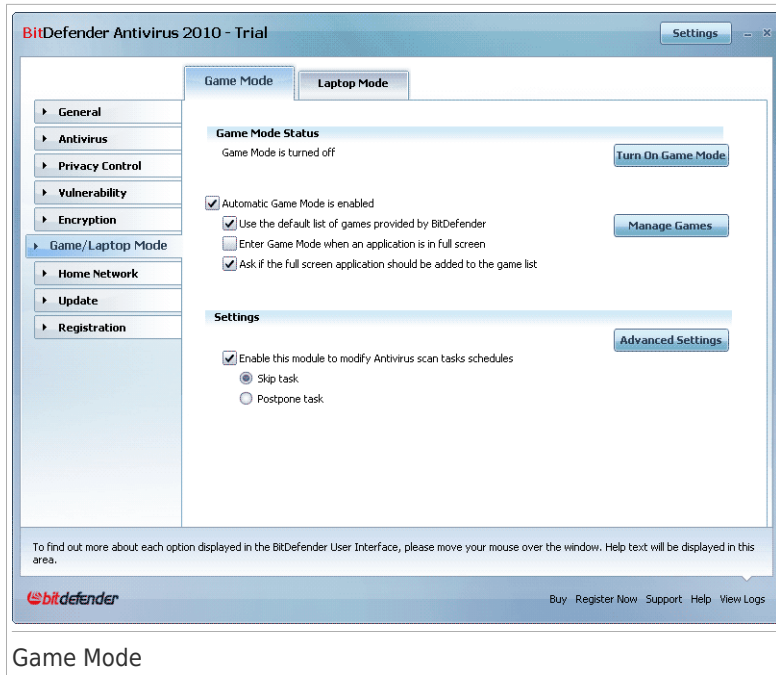 BitDefender Antivirus 2010 - Trial
Settings
Game Mode
Laptop Mode
General
Antivirus
Privacy Control
Vulnerability
Encryption
Game/Laptop Mode
Home Network
Update
Registration
Game Mode Status
Game Mode is turned off
Turn On Game Mode
Automatic Game Mode is enabled
Use the default list of games provided by BitDefender
Manage Games
Enter Game Mode when an application is in full screen
Ask if the full screen application should be added to the game list
Settings
Advanced Settings
Enable this module to modify Antivirus scan tasks schedules
Skip task
Postpone task
To find out more about each option displayed in the BitDefender User Interface, please move your mouse over the window. Help text will be displayed in this
area.
bitdefender
Buy Register Now Support Help View Logs
Game Mode